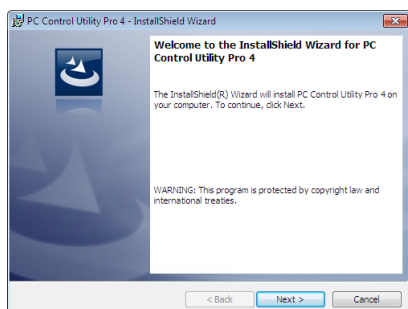 PC Control Utility Pro 4 - InstallShield Wizard
Welcome to the InstallShield Wizard for PC
Control Utility Pro 4
The InstallShield(R) Wizard will install PC Control Utility Pro 4 on
your computer. To continue, click Next.
WARNING: This program is protected by copyright law and
international treaties.
< Back Next > Cancel